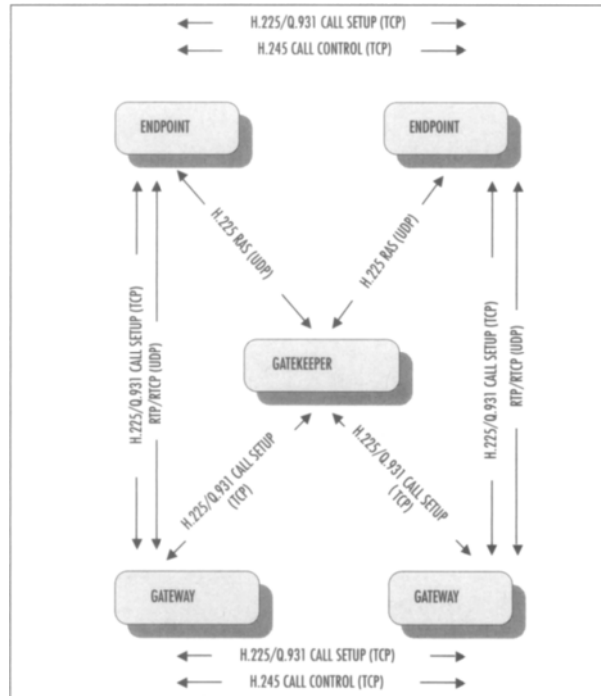 H.225/Q.931 CALL SETUP (TCP)
H.245 CALL CONTROL (TCP)
ENDPOINT
ENDPOINT
H.225 RAS (UDP)
H.225 RAS (UDP)
H.225/Q.931 CALL SETUP (TCP)
RTP/RTCP (UDP)
GATEKEEPER
H.225/Q.931 CALL SETUP (TCP)
RTP/RTCP (UDP)
H.225/Q.931 CALL SETUP
(TCP)
H.225/Q.931 CALL SETUP
(TCP)
GATEWAY
GATEWAY
H.225/Q.931 CALL SETUP (TCP)
H.245 CALL CONTROL (TCP)